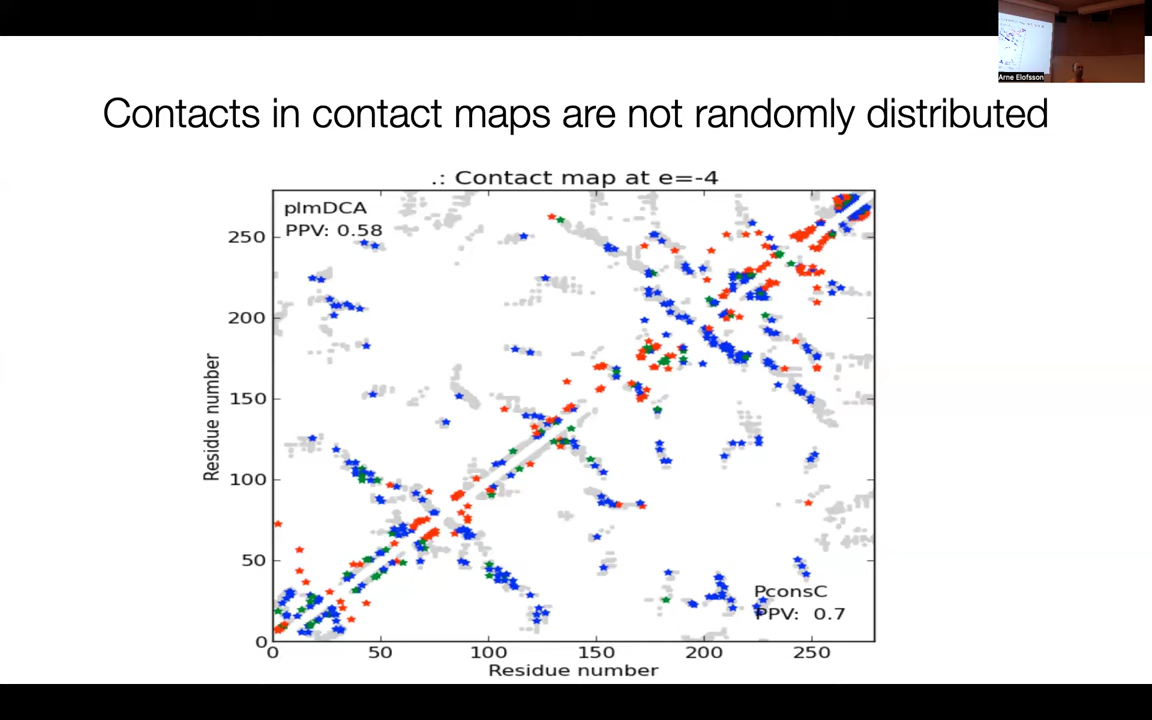 Arne Elofsson
Contacts in contact maps are not randomly distributed
.: Contact map at e=-4
plmDCA
PPV: 0.58
250
200
150
100
50
0
Residue number
PconsC
PPV: 0.7
0 50 100 150 200 250
Residue number